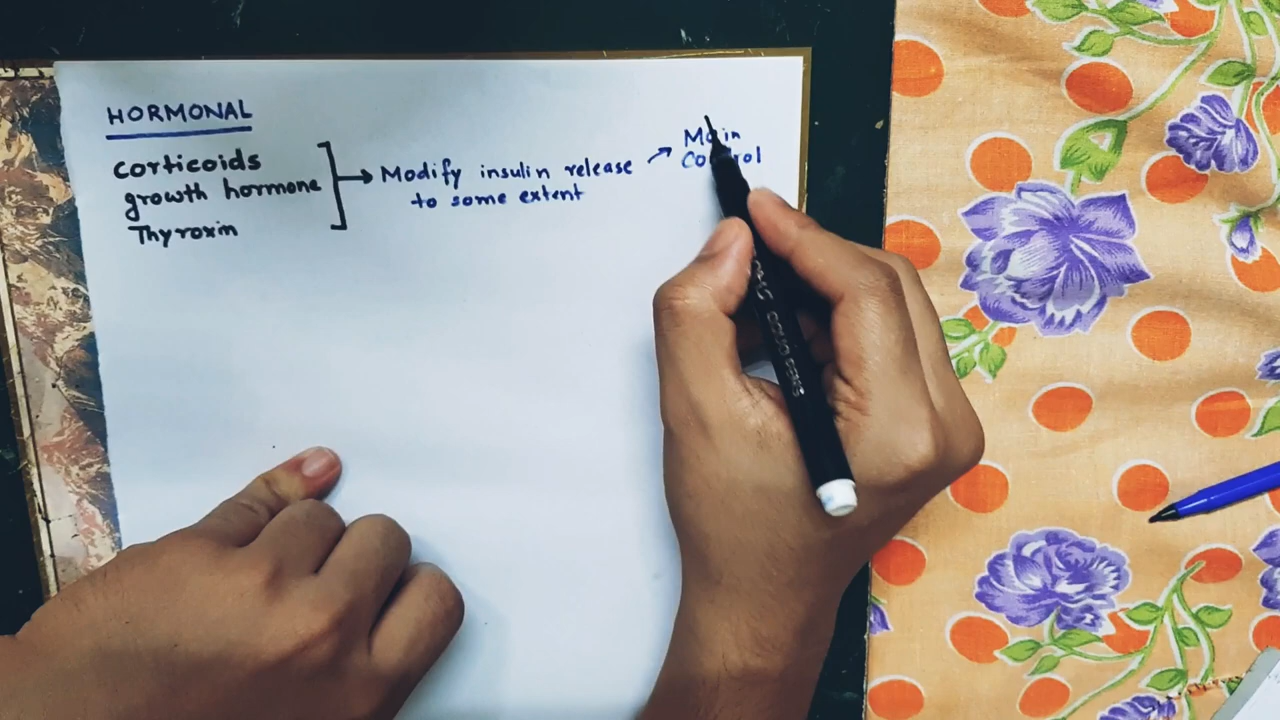 HORMONAL
Corticoids
growth hormone
Thyroxin
Modify insulin release
to some extent
Main
Control